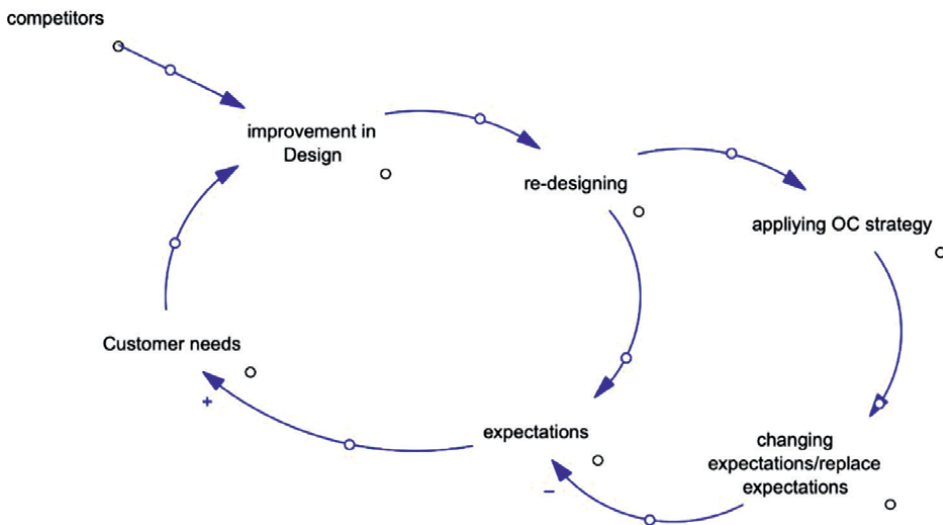 competitors
improvement in
Design
re-designing
appliying OC strategy
Customer needs
+
expectations
−
changing
expectations/replace
expectations